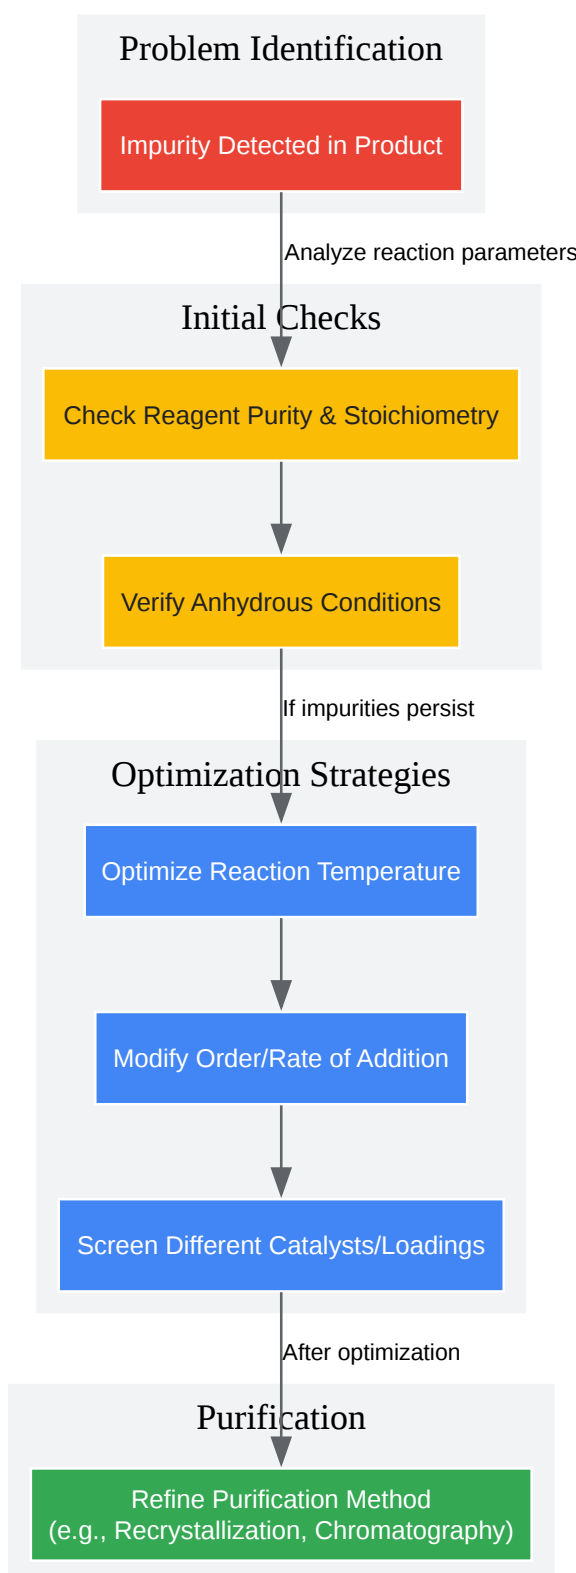 Problem Identification
Impurity Detected in Product
Analyze reaction parameters
Initial Checks
Check Reagent Purity & Stoichiometry
Verify Anhydrous Conditions
If impurities persist
Optimization Strategies
Optimize Reaction Temperature
Modify Order/Rate of Addition
Screen Different Catalysts/Loadings
After optimization
Purification
Refine Purification Method
(e.g., Recrystallization, Chromatography)